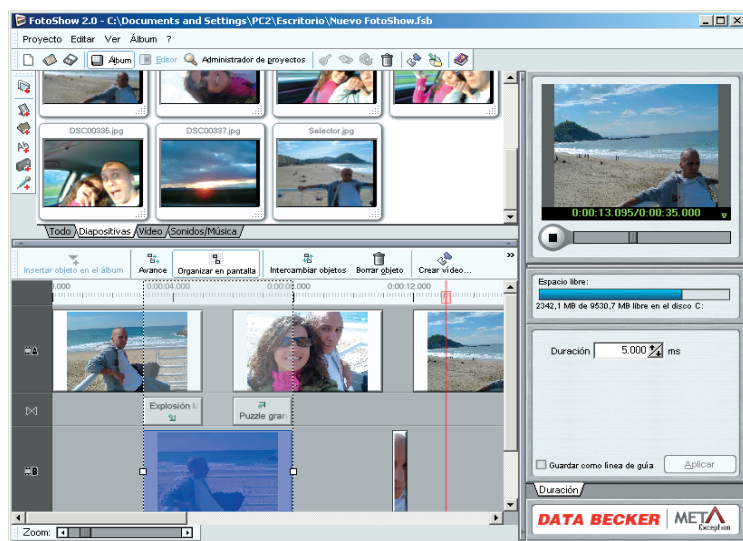 FotoShow 2.0 - C:\Documents and Settings\PC2\Escritorio\Nuevo FotoShow.fsb
Proyecto Editar Ver Álbum ?
Álbum Editor Administrador de proyectos
DSC00335.jpg DSC00337.jpg Selector.jpg
0:00:13.095/0:00:35.000 v
Todo Diapositivas Vídeo Sonidos/Música
Insertar objeto en el álbum Avance Organizar en pantalla Intercambiar objetos Borrar objeto Crear vídeo... »
0:00:04.000 0:00:08.000 0:00:12.000
Espacio libre:
2342,1 MB de 9530,7 MB libre en el disco C:
A
Duración 5.000 ms
Explosión
Puzzle gran
B
Guardar como línea de guía Aplicar
Duración
DATA BECKER META
Exception
Zoom: